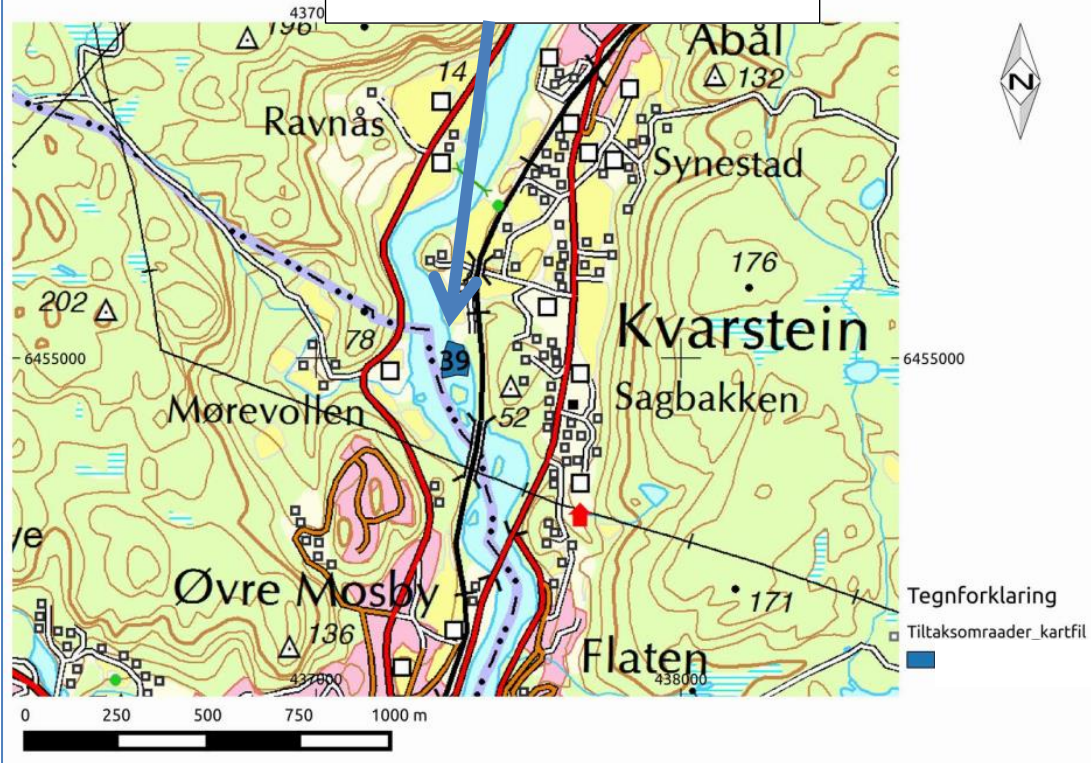 4370
196
Abål
14
132
Ravnås
Synestad
N
176
202
78
Kvarstein
6455000
39
6455000
Mørevollen
52
Sagbakken
ye
Øvre Mosby
171
Tegnforklaring
136
Flaten
Tiltaksomraader_kartfil
437000
438000
0 250 500 750 1000 m